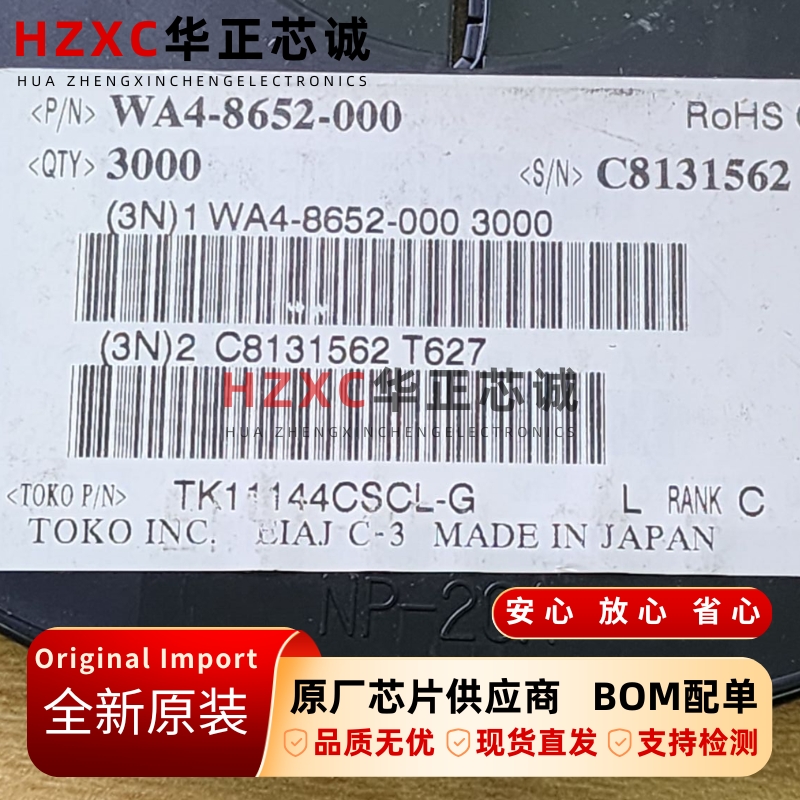 HZXC华正芯诚
HUA ZHENGXINCHENGELECTRONICS
<P/N> WA4-8652-000
RoHS
<QTY> 3000
<S/N> C8131562
(3N)1 WA4-8652-000 3000
(3N)2 C8131562 T627
HZXC华正芯诚
HUA ZHENGXINCHENGELECTRONICS
<TOKO P/N> TK11144CSCL-G L RANK C
TOKO INC. EIAJ C-3 MADE IN JAPAN
安心 放心 省心
Original Import
全新原装
原厂芯片供应商 BOM配单
品质无优 现货直发 支持检测